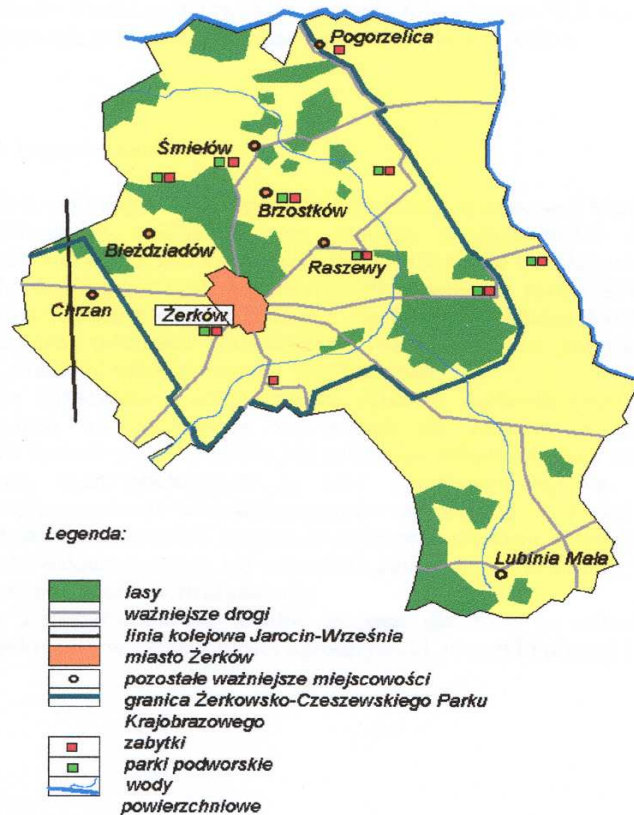 Pogorzelica
Śmiełów
Brzostków
Bieździadów
Raszewy
Chrzan
Żerków
Lubinia Mała
Legenda:
lasy
ważniejsze drogi
linia kolejowa Jarocin-Września
miasto Żerków
pozostałe ważniejsze miejscowości
granica Żerkowsko-Czeszewskiego Parku
Krajobrazowego
zabytki
parki podworskie
wody
powierzchniowe